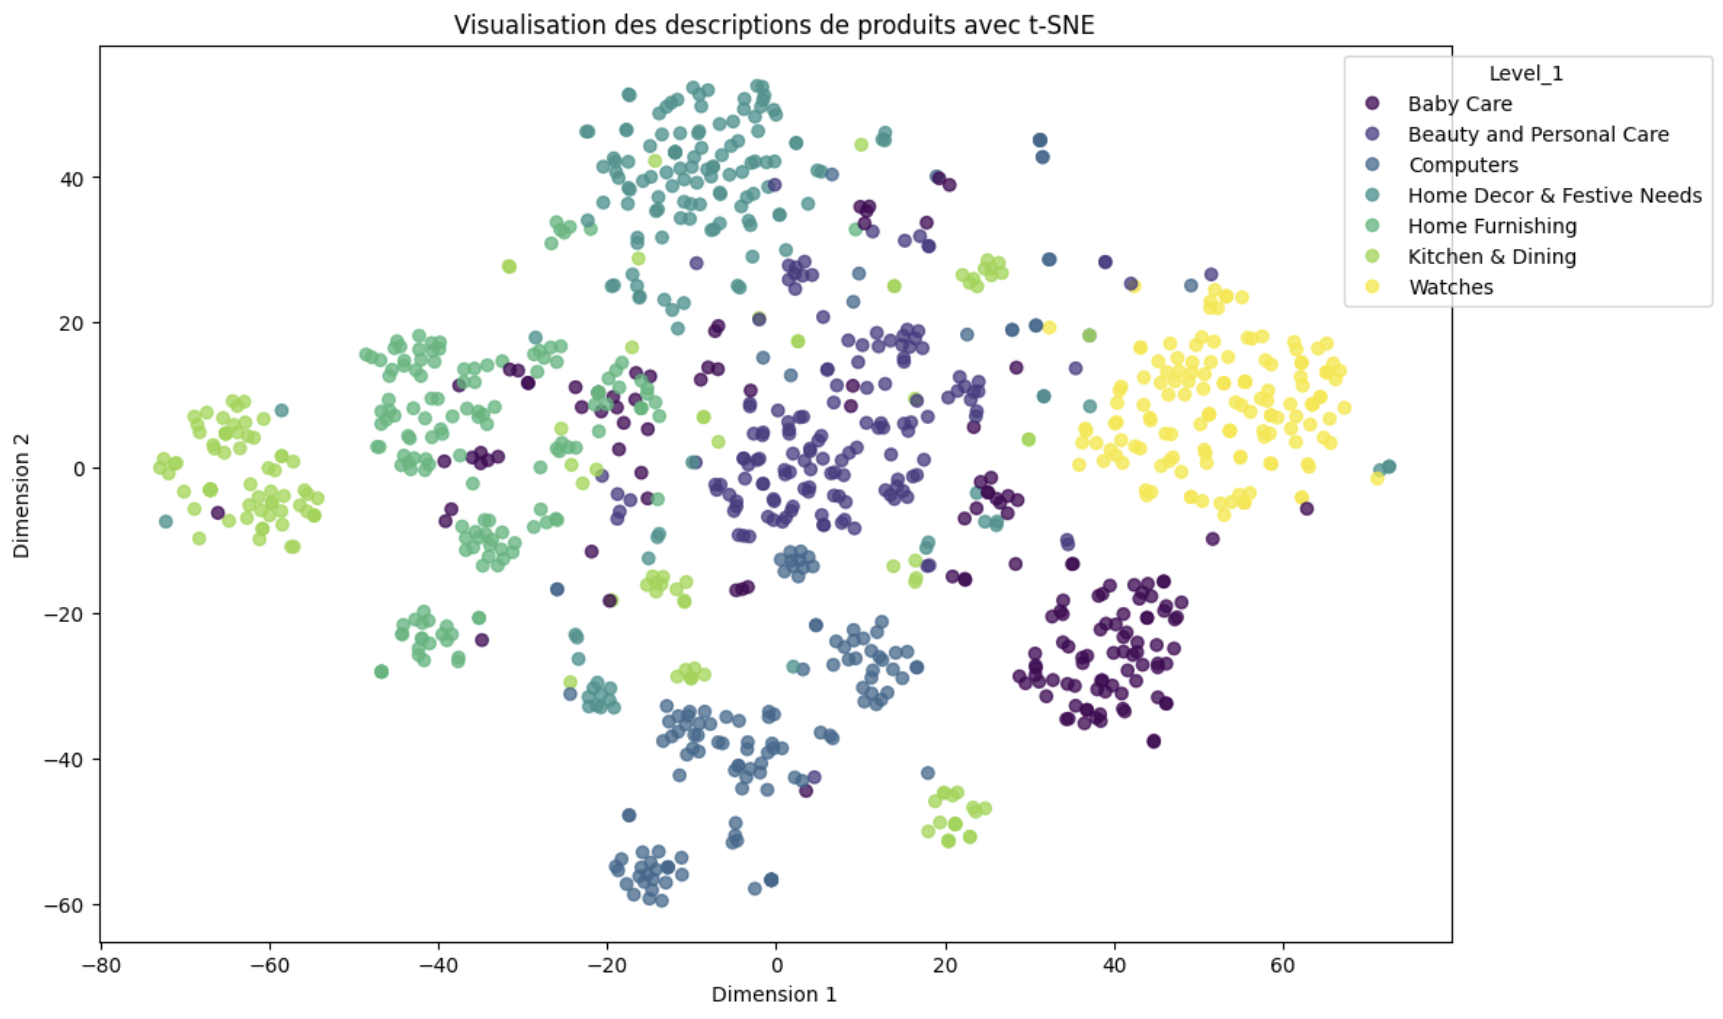 Visualisation des descriptions de produits avec t-SNE
Level_1
Baby Care
Beauty and Personal Care
Computers
Home Decor & Festive Needs
Home Furnishing
Kitchen & Dining
Watches
Dimension 2
40
20
0
−20
−40
−60
−80
−60
−40
−20
0
20
40
60
Dimension 1